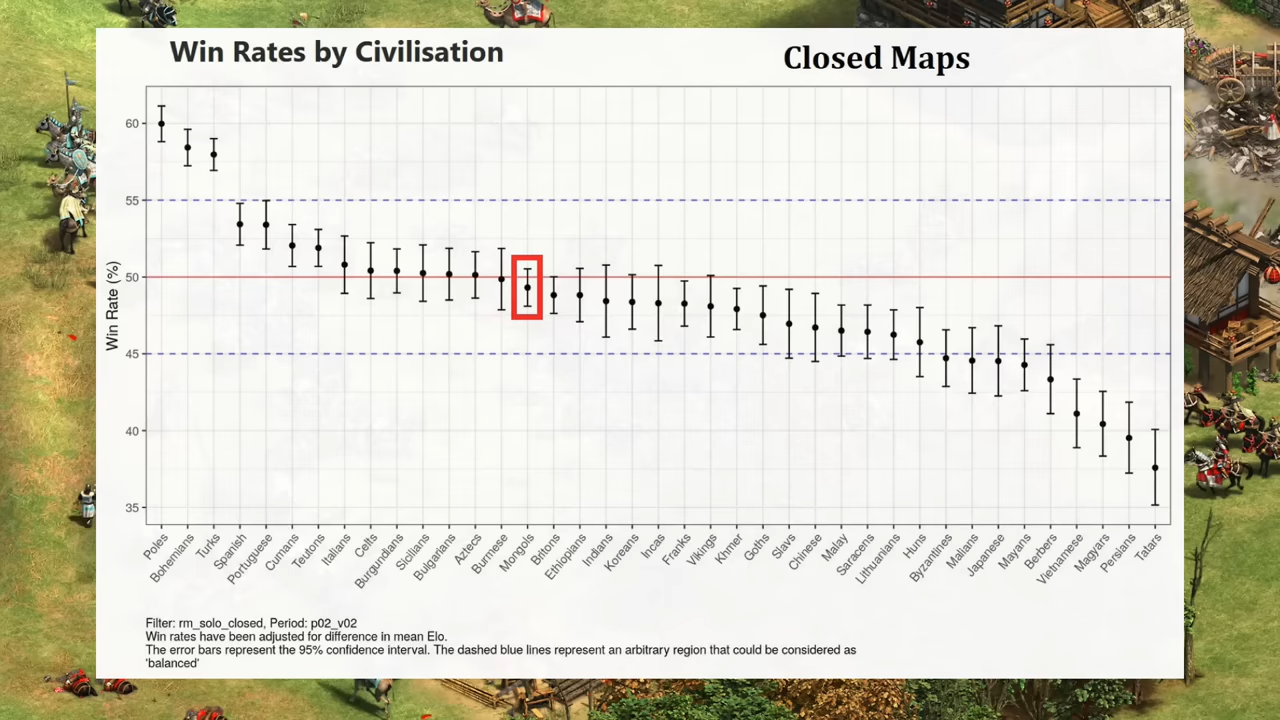 Win Rates by Civilisation
Closed Maps
Win Rate (%)
60
55
50
45
40
35
Poles
Bohemians
Turks
Spanish
Portuguese
Cumans
Teutons
Italians
Celts
Burgundians
Sicilians
Bulgarians
Aztecs
Burmese
Mongols
Britons
Ethiopians
Indians
Koreans
Incas
Franks
Vikings
Khmer
Goths
Slavs
Chinese
Malay
Saracens
Lithuanians
Huns
Byzantines
Malians
Japanese
Mayans
Berbers
Vietnamese
Magyars
Persians
Tatars
Filter: rm_solo_closed, Period: p02_v02
Win rates have been adjusted for difference in mean Elo.
The error bars represent the 95% confidence interval. The dashed blue lines represent an arbitrary region that could be considered as
'balanced'